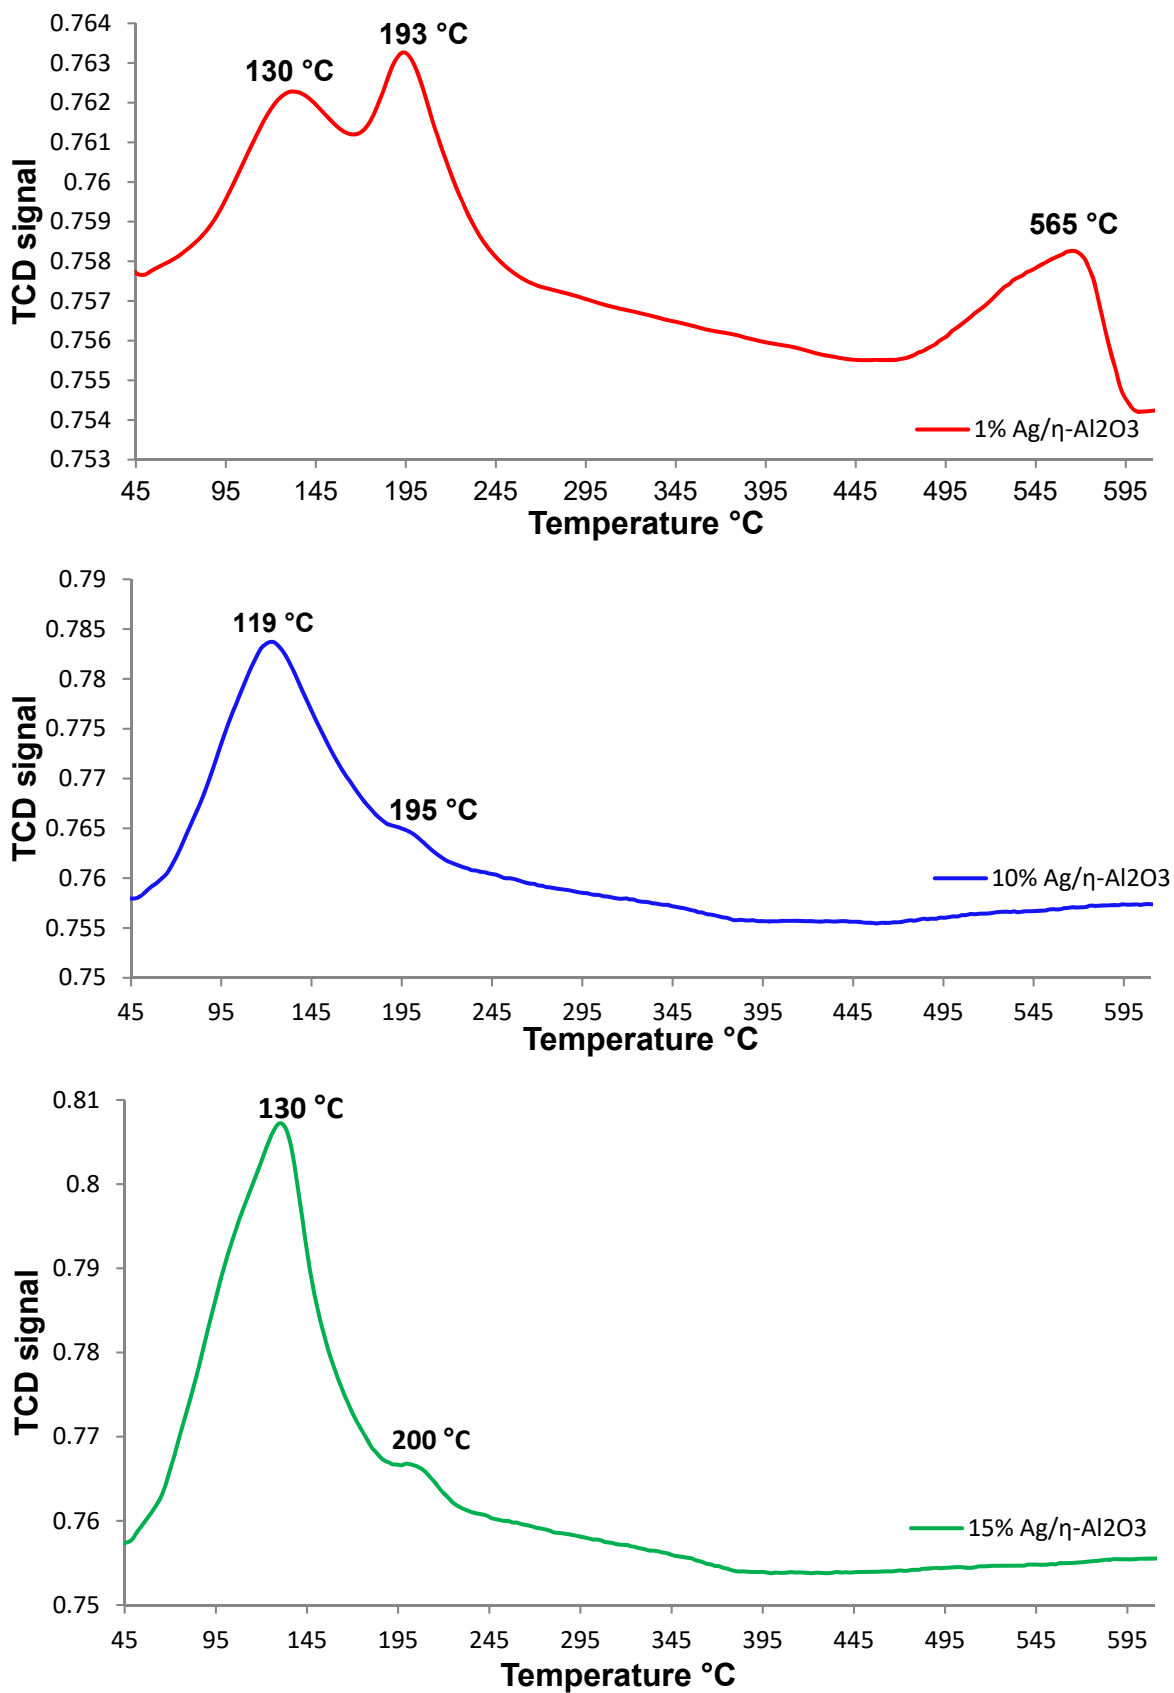 0.764
0.763
0.762
0.761
0.76
0.759
0.758
0.757
0.756
0.755
0.754
0.753
TCD signal
130 °C
193 °C
565 °C
1% Ag/η-Al2O3
45 95 145 195 245 295 345 395 445 495 545 595
Temperature °C
0.79
0.785
0.78
0.775
0.77
0.765
0.76
0.755
0.75
TCD signal
119 °C
195 °C
10% Ag/η-Al2O3
45 95 145 195 245 295 345 395 445 495 545 595
Temperature °C
0.81
0.8
0.79
0.78
0.77
0.76
0.75
TCD signal
130 °C
200 °C
15% Ag/η-Al2O3
45 95 145 195 245 295 345 395 445 495 545 595
Temperature °C